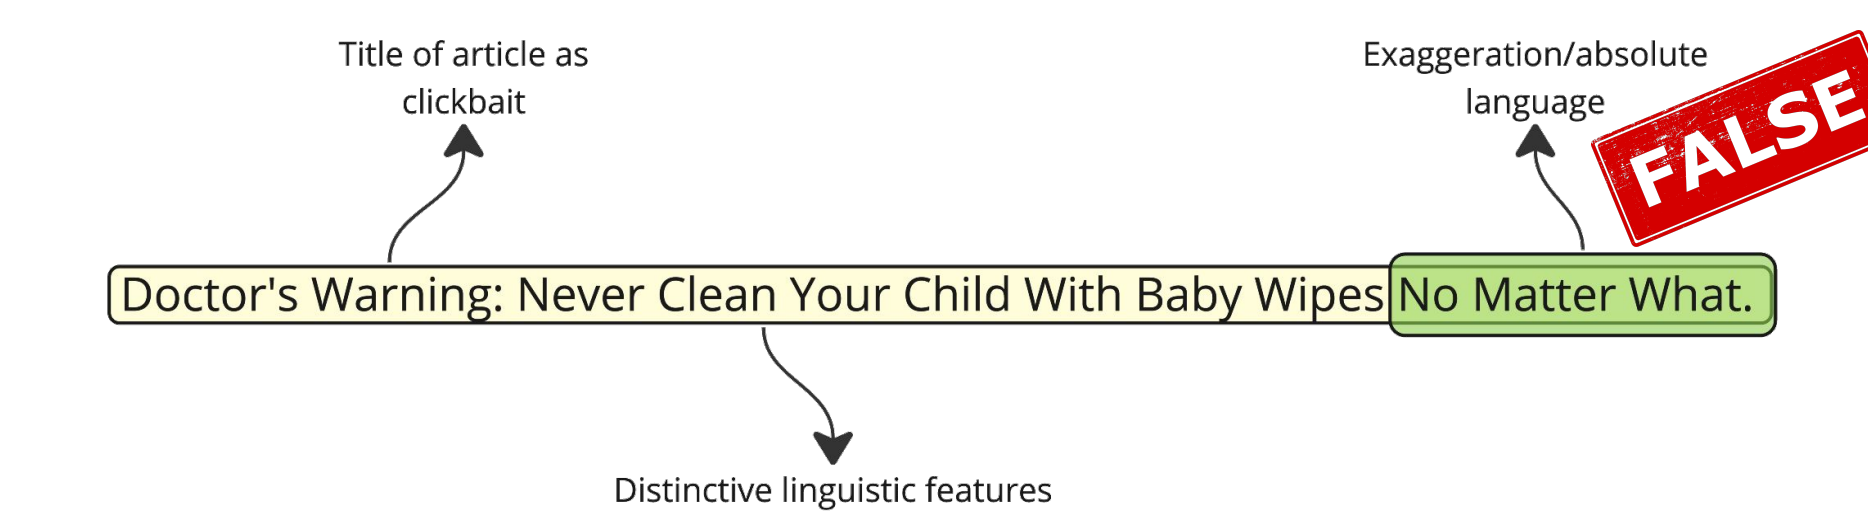 Title of article as
clickbait
Exaggeration/absolute
language
FALSE
Doctor's Warning: Never Clean Your Child With Baby Wipes No Matter What.
Distinctive linguistic features